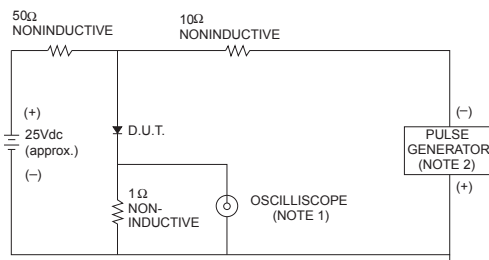 50Ω
NONINDUCTIVE
10Ω
NONINDUCTIVE
(+)
25Vdc
(approx.)
(–)
D.U.T.
1Ω
NON-
INDUCTIVE
OSCILLISCOPE
(NOTE 1)
(–)
PULSE
GENERATOR
(NOTE 2)
(+)